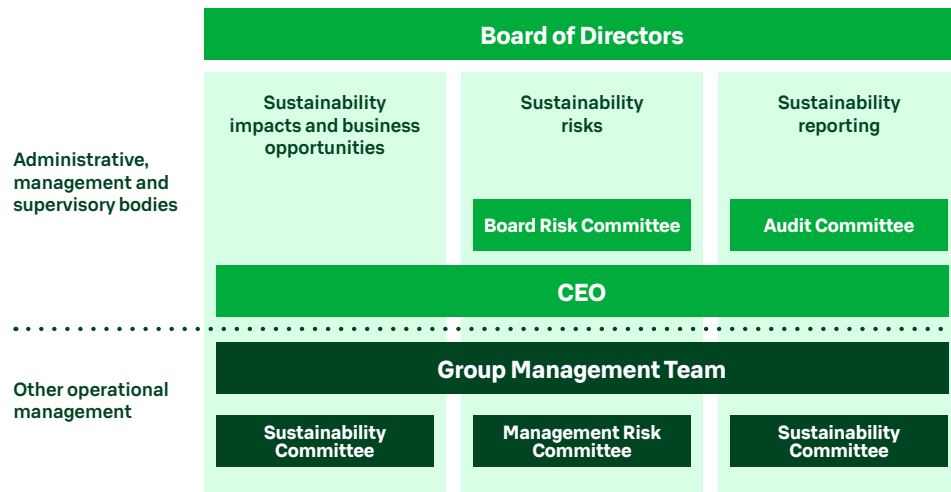 Board of Directors
Administrative,
management and
supervisory bodies
Sustainability
impacts and business
opportunities
Sustainability
risks
Sustainability
reporting
Board Risk Committee
Audit Committee
CEO
Other operational
management
Group Management Team
Sustainability
Committee
Management Risk
Committee
Sustainability
Committee